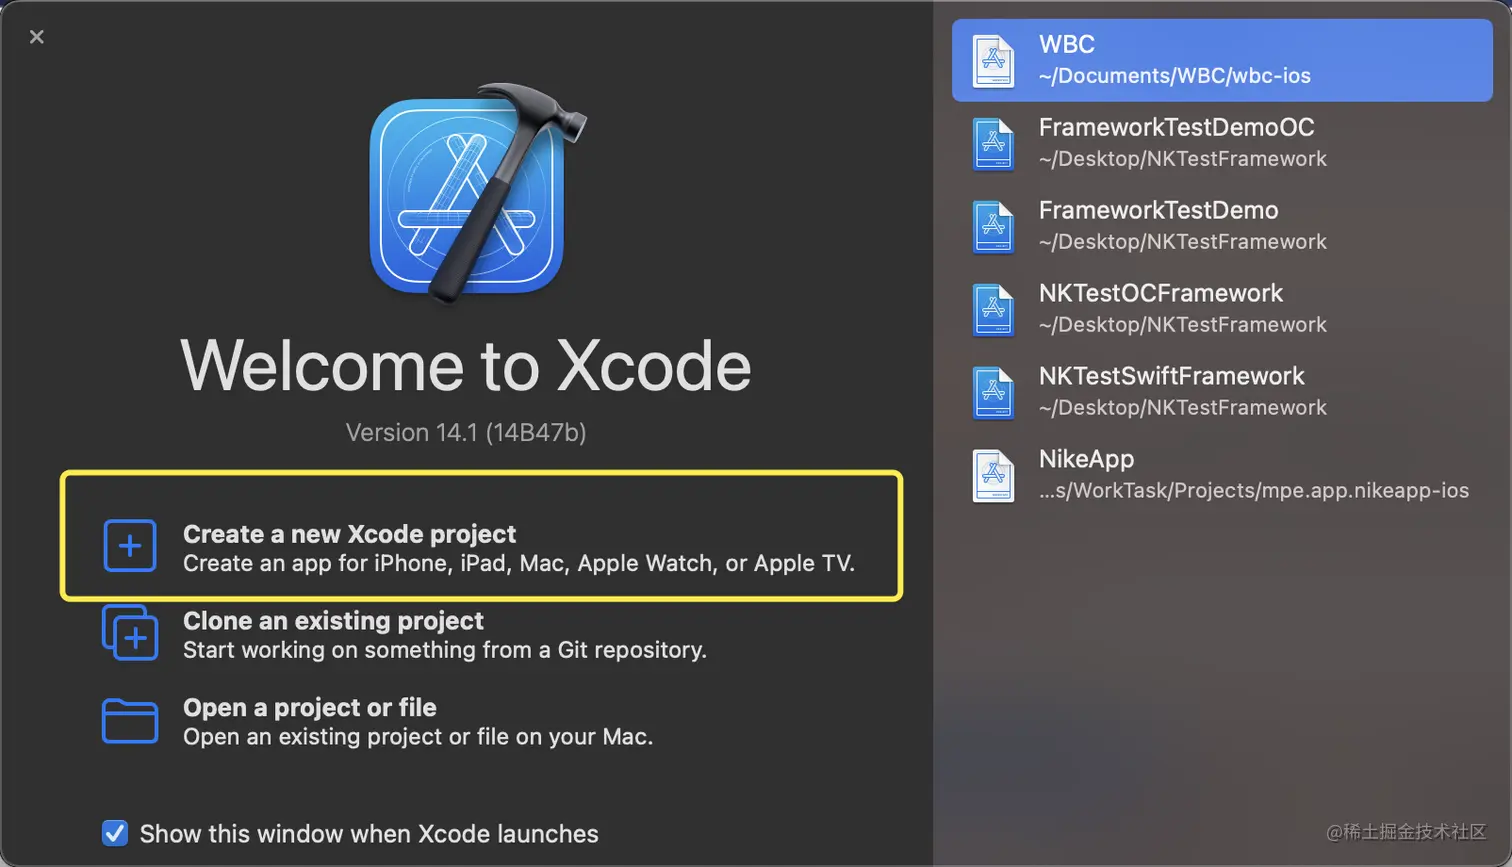 Welcome to Xcode
Version 14.1 (14B47b)
Create a new Xcode project
Create an app for iPhone, iPad, Mac, Apple Watch, or Apple TV.
Clone an existing project
Start working on something from a Git repository.
Open a project or file
Open an existing project or file on your Mac.
Show this window when Xcode launches
WBC
~/Documents/WBC/wbc-ios
FrameworkTestDemoOC
~/Desktop/NKTestFramework
FrameworkTestDemo
~/Desktop/NKTestFramework
NKTestOCFramework
~/Desktop/NKTestFramework
NKTestSwiftFramework
~/Desktop/NKTestFramework
NikeApp
...s/WorkTask/Projects/mpe.app.nikeapp-ios
@稀土掘金技术社区